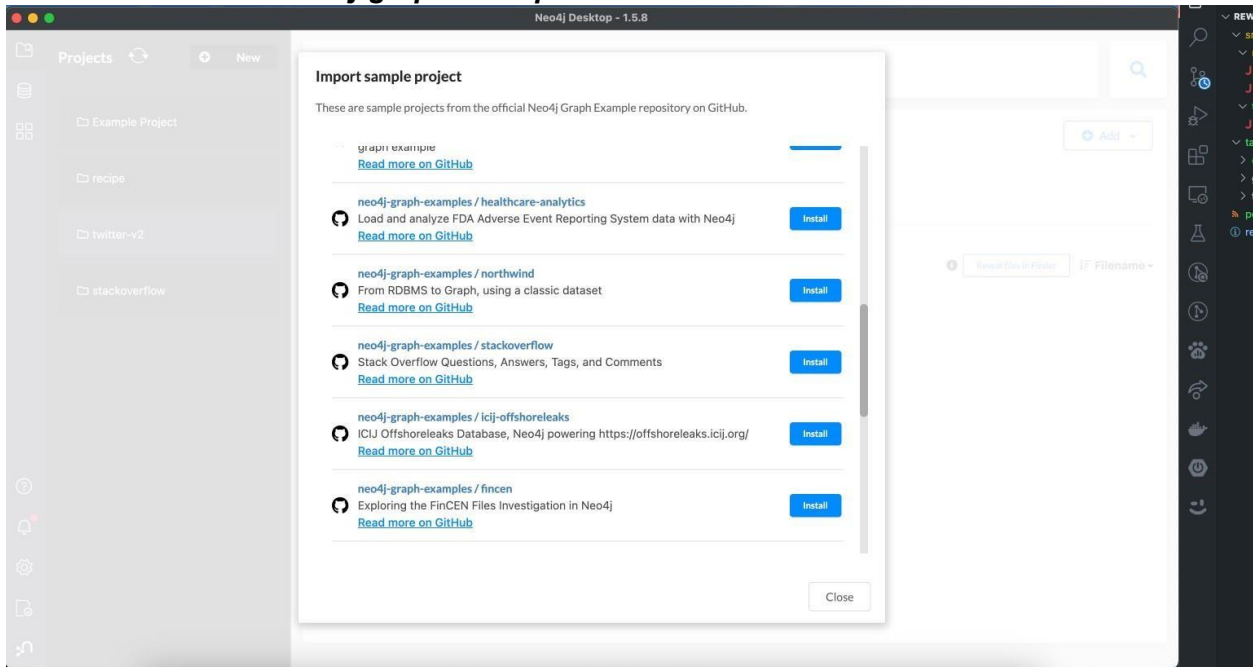 Neo4j Desktop - 1.5.8
Projects
New
Example Project
recipe
twitter-v2
stackoverflow
Import sample project
These are sample projects from the official Neo4j Graph Example repository on GitHub.
graph example
Read more on GitHub
neo4j-graph-examples / healthcare-analytics
Load and analyze FDA Adverse Event Reporting System data with Neo4j
Read more on GitHub
Install
neo4j-graph-examples / northwind
From RDBMS to Graph, using a classic dataset
Read more on GitHub
Install
neo4j-graph-examples / stackoverflow
Stack Overflow Questions, Answers, Tags, and Comments
Read more on GitHub
Install
neo4j-graph-examples / icij-offshoreleaks
ICIJ Offshoreleaks Database, Neo4j powering https://offshoreleaks.icij.org/
Read more on GitHub
Install
neo4j-graph-examples / fincen
Exploring the FinCEN Files Investigation in Neo4j
Read more on GitHub
Install
Close
Add
Reveal files in Finder
Filename
REW